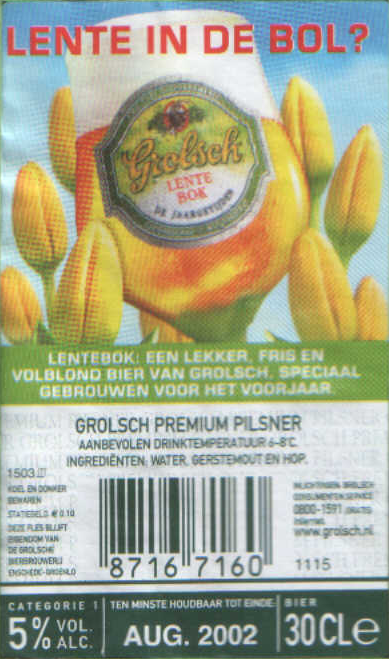 LENTE IN DE BOL?
Grolsch
LENTE
BOK
DE JAARGETIJDEN
LENTEBOK: EEN LEKKER, FRIS EN
VOLBLOND BIER VAN GROLSCH. SPECIAAL
GEBROUWEN VOOR HET VOORJAAR.
GROLSCH PREMIUM PILSNER
AANBEVOLEN DRINKTEMPERATUUR 6-8°C.
INGREDIËNTEN: WATER, GERSTEMOUT EN HOP.
1503
KOEL EN DONKER
BEWAREN
STATIEGELD € 0.10
DEZE FLES BLIJFT
EIGENDOM VAN
DE GROLSCHE
BIERBROUWERIJ
ENSCHEDE-GROENLO
INLICHTINGEN: GROLSCH
CONSUMENTEN SERVICE
0800-1591 (GRATIS)
Internet:
www.grolsch.nl
8716 7160
1115
CATEGORIE I
5% VOL. ALC.
TEN MINSTE HOUDBAAR TOT EINDE:
AUG. 2002
BIER
30CLe